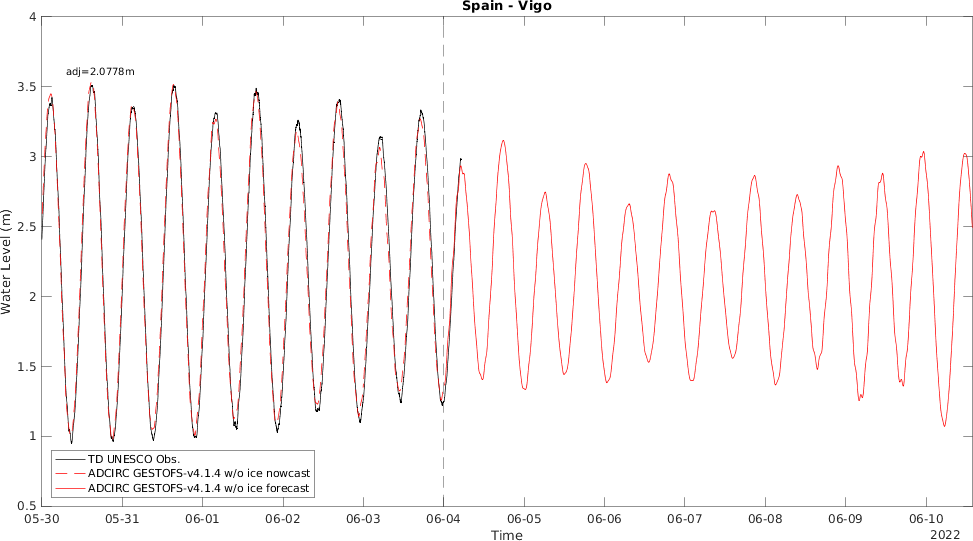 Spain - Vigo
4
adj=2.0778m
3.5
3
2.5
2
1.5
1
0.5
Water Level (m)
TD UNESCO Obs.
ADCIRC GESTOFS-v4.1.4 w/o ice nowcast
ADCIRC GESTOFS-v4.1.4 w/o ice forecast
05-30 05-31 06-01 06-02 06-03 06-04 06-05 06-06 06-07 06-08 06-09 06-10
Time
2022